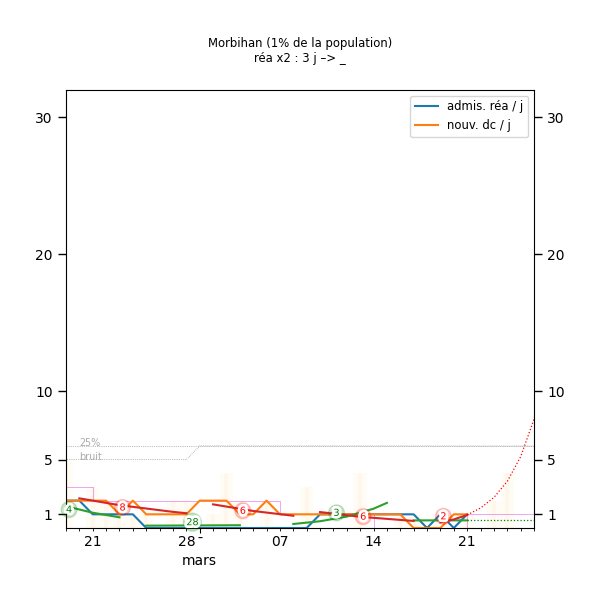 Morbihan (1% de la population)
réa x2 : 3 j –> _
admis. réa / j
nouv. dc / j
30 30
20 20
10 10
25%
bruit
5 5
4 8 28 6 3 6 2
1 1
21 28 - 07 14 21
mars